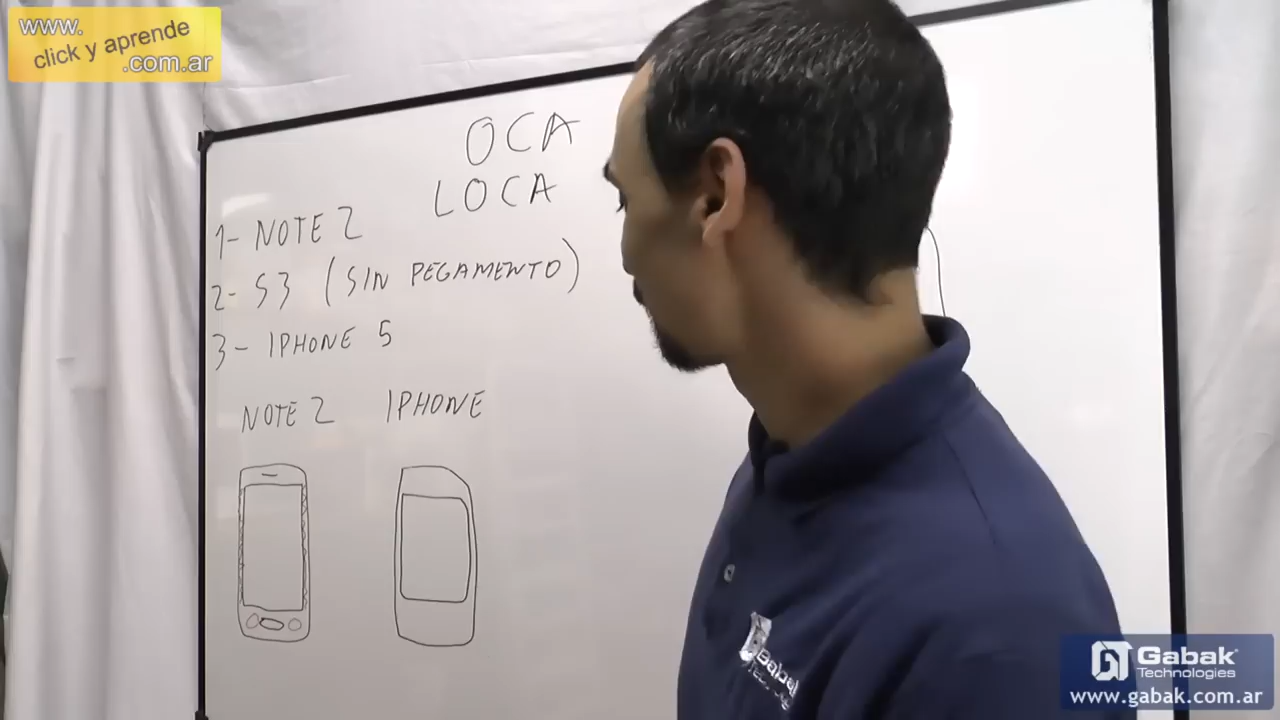 www.
click y aprende
.com.ar
OCA
LOCA
1- NOTE 2
2- S3 (SIN PEGAMENTO)
3- IPHONE 5
NOTE 2 IPHONE
Gabak
Gabak
Technologies
www.gabak.com.ar